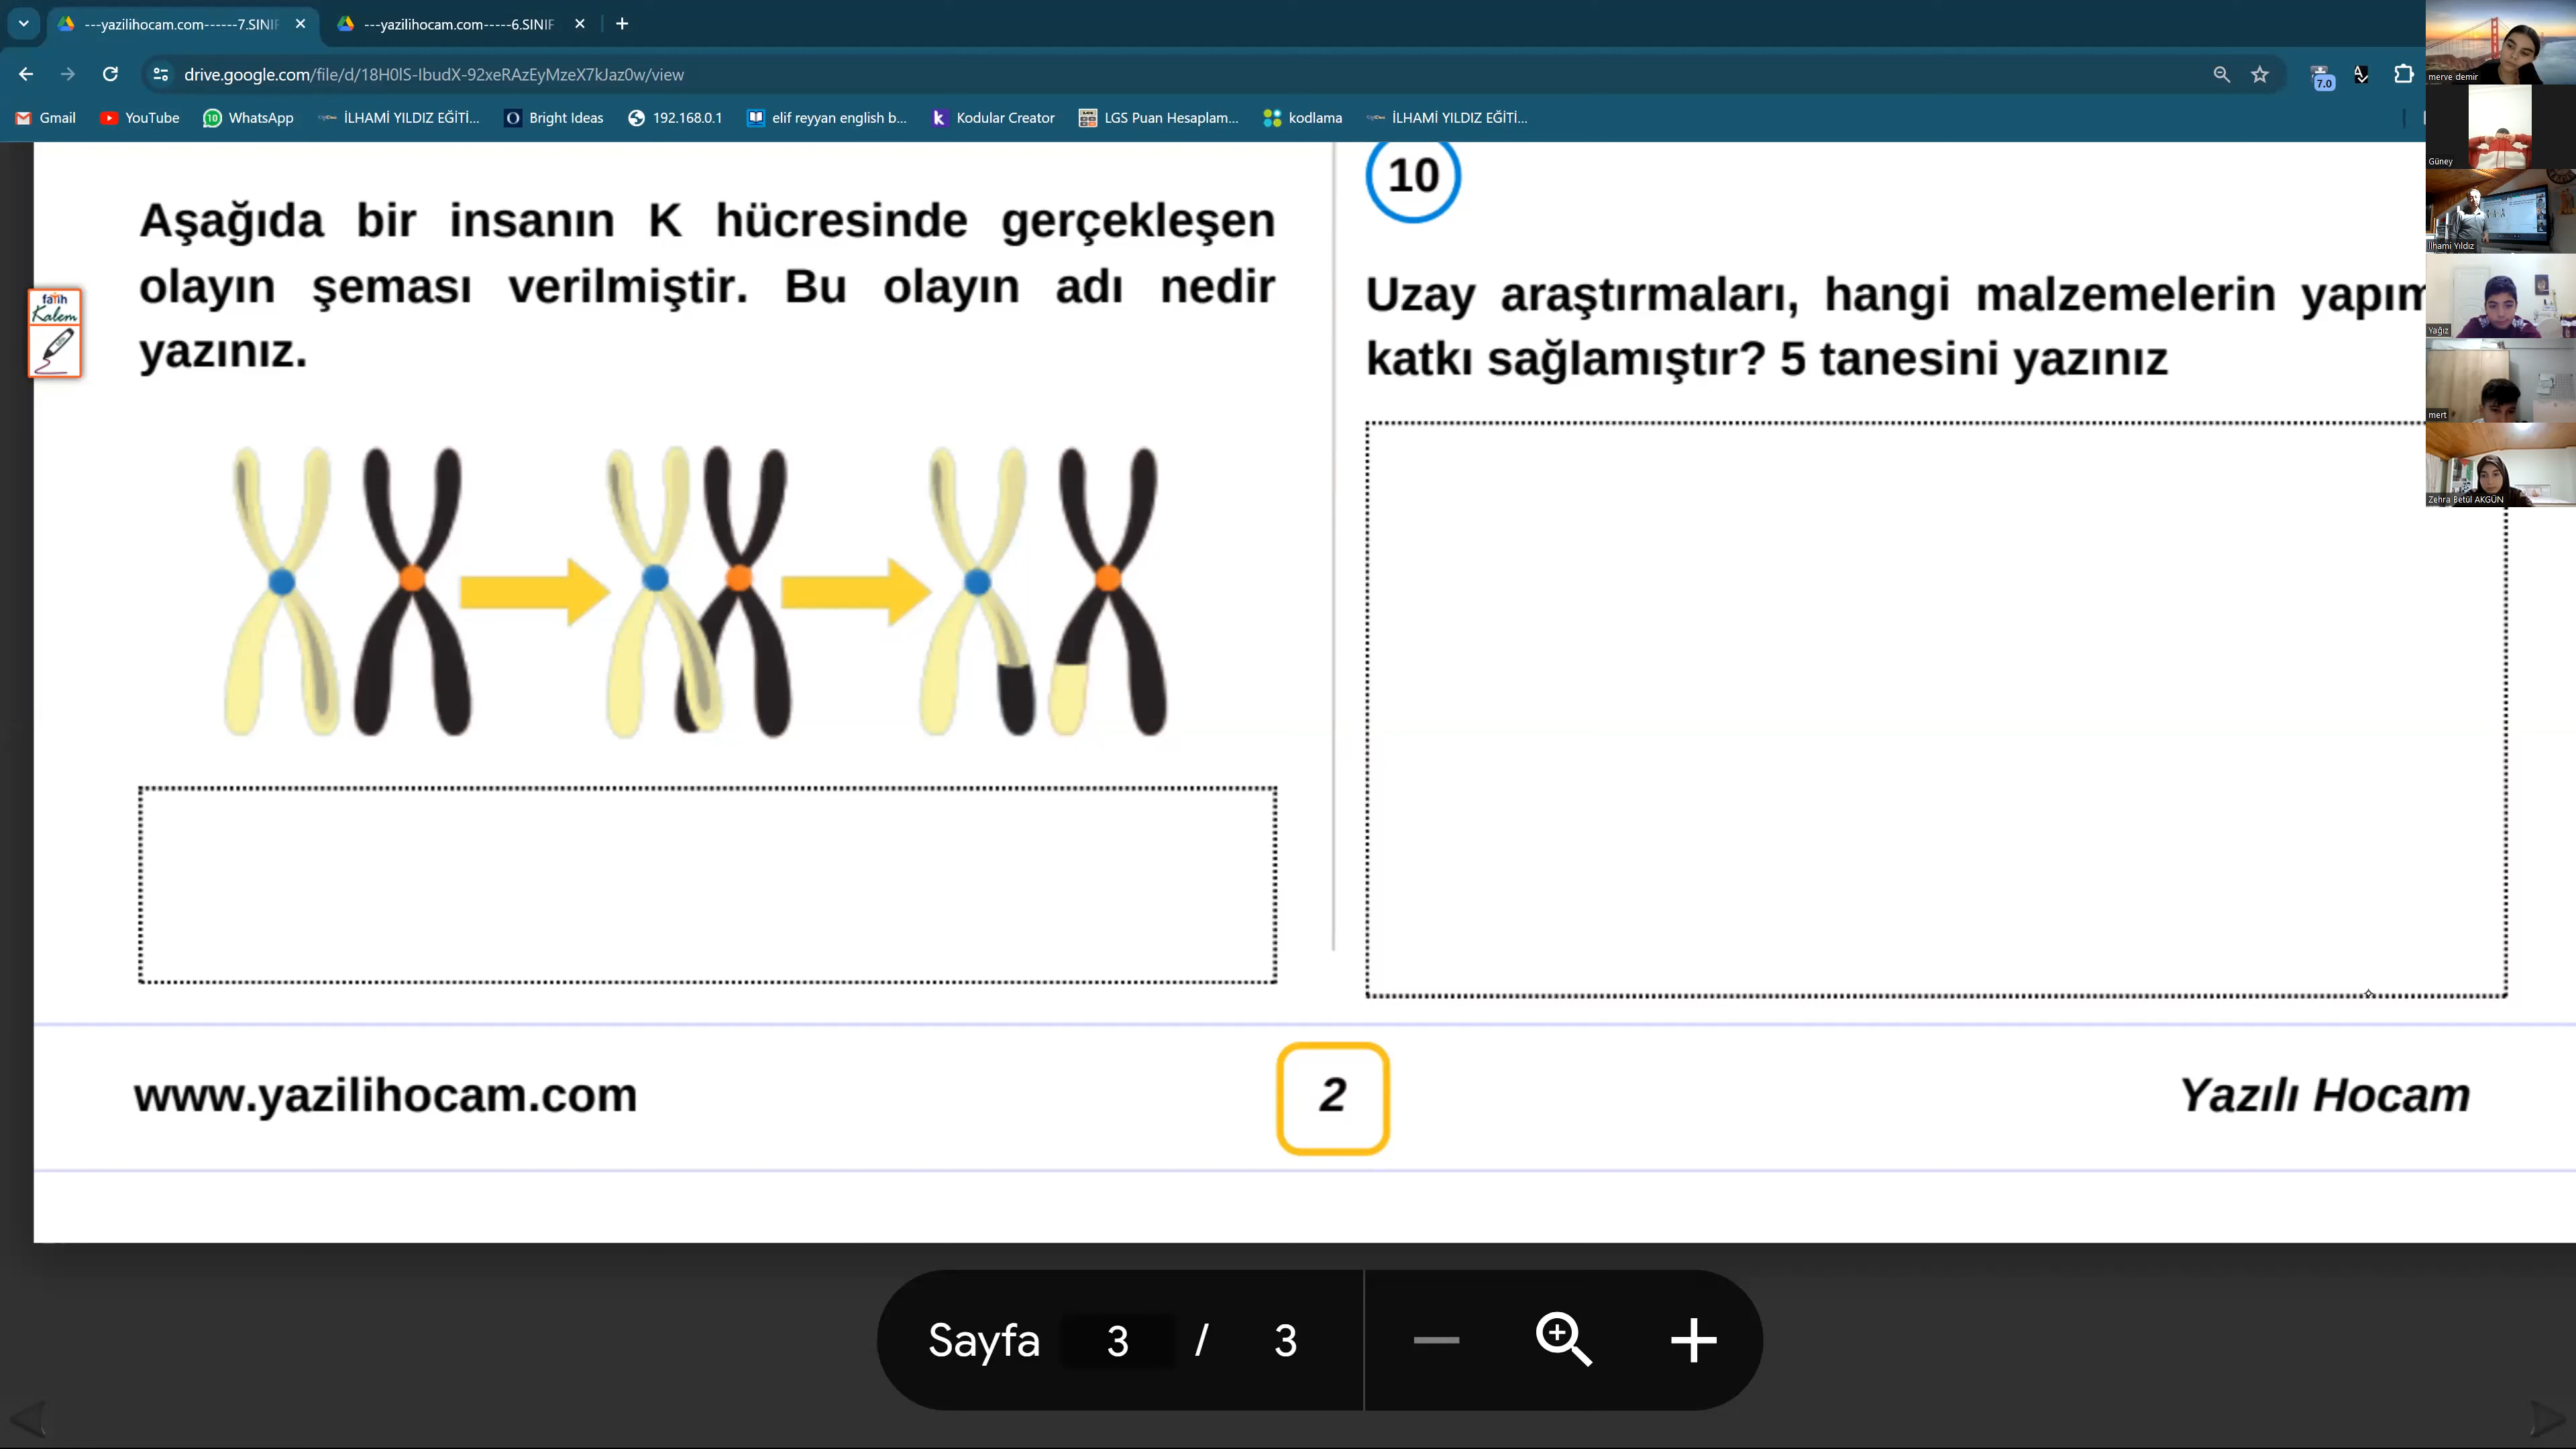 ---yazilihocam.com------7.SINIF
---yazilihocam.com-----6.SINIF
drive.google.com/file/d/18H0lS-IbudX-92xeRAzEyMzeX7kJaz0w/view
7.0
Gmail
YouTube
WhatsApp
İLHAMİ YILDIZ EĞİTİ...
Bright Ideas
192.168.0.1
elif reyyan english b...
Kodular Creator
LGS Puan Hesaplam...
kodlama
İLHAMİ YILDIZ EĞİTİ...
fatih
Kalem
Aşağıda bir insanın K hücresinde gerçekleşen
olayın şeması verilmiştir. Bu olayın adı nedir
yazınız.
10
Uzay araştırmaları, hangi malzemelerin yapım
katkı sağlamıştır? 5 tanesini yazınız
merve demir
Güney
İlhami Yıldız
Yağız
mert
Zehra Betül AKGÜN
www.yazilihocam.com
2
Yazılı Hocam
Sayfa 3 / 3